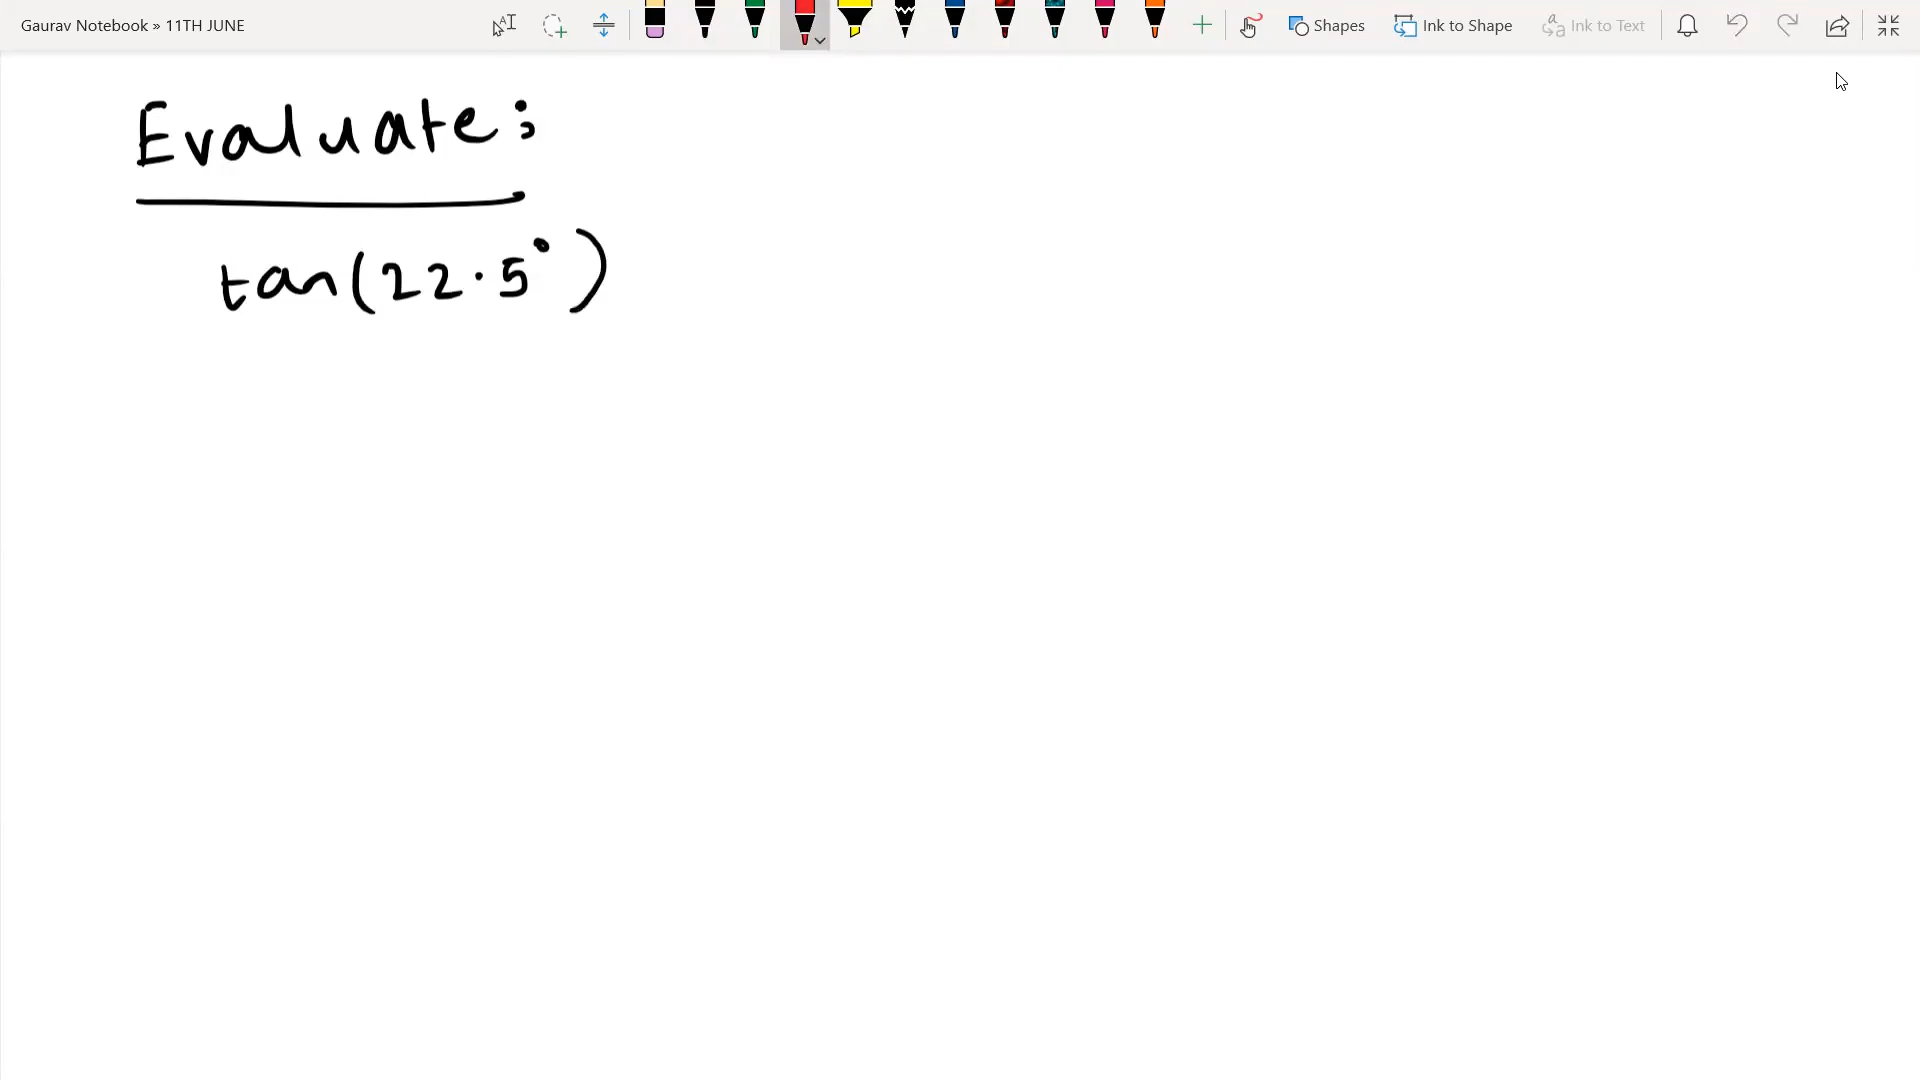 Gaurav Notebook » 11TH JUNE Shapes Ink to Shape Ink to Text
Evaluate:
tan(22.5°)